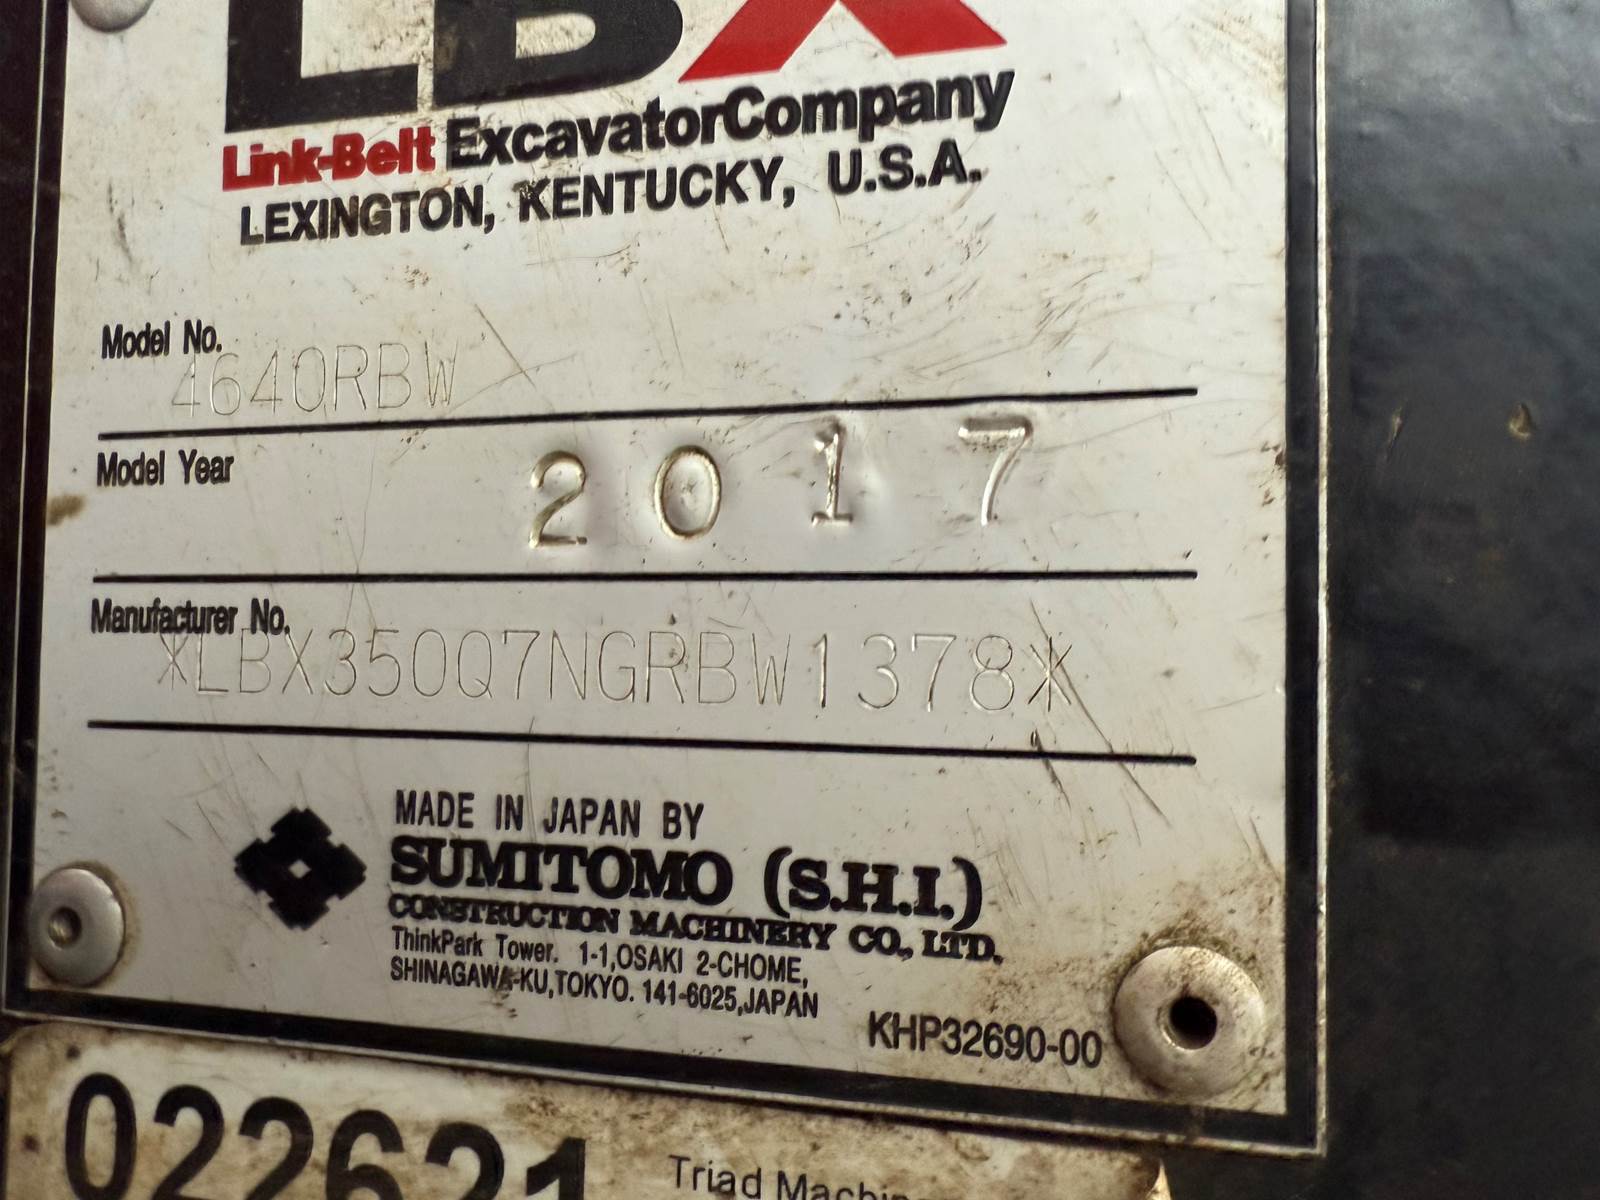 LBX
Link-Belt ExcavatorCompany
LEXINGTON, KENTUCKY, U.S.A.
Model No.
4640RBW
Model Year
2017
Manufacturer No.
*LBX350Q7NGRBW1378*
MADE IN JAPAN BY
SUMITOMO (S.H.I.)
CONSTRUCTION MACHINERY CO., LTD.
ThinkPark Tower. 1-1,OSAKI 2-CHOME,
SHINAGAWA-KU,TOKYO. 141-6025,JAPAN
KHP32690-00
022621
Triad Machinery